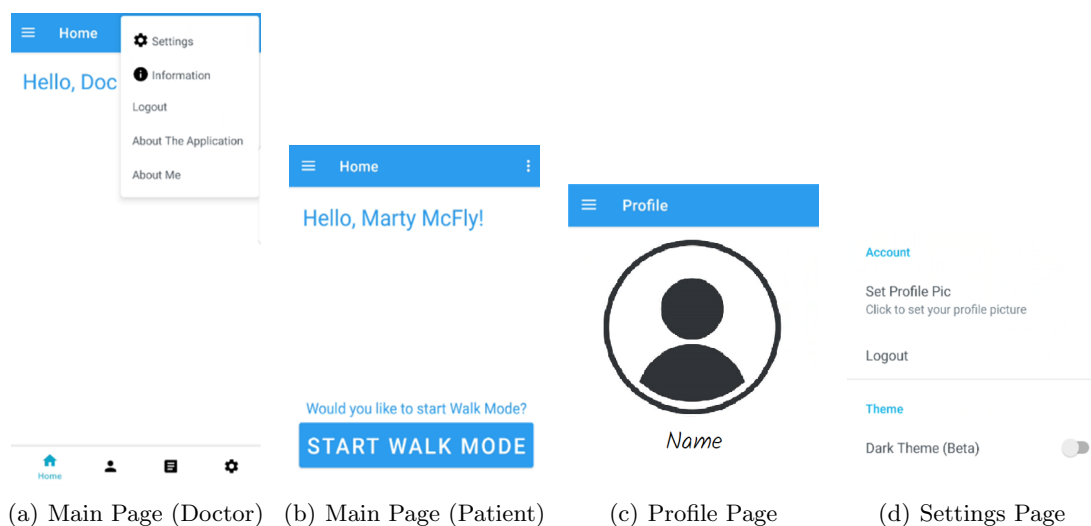 Home
Settings
Hello, Doc
Information
Logout
About The Application
About Me
Home
Home
Hello, Marty McFly!
Would you like to start Walk Mode?
START WALK MODE
Profile
Name
Account
Set Profile Pic
Click to set your profile picture
Logout
Theme
Dark Theme (Beta)
(a) Main Page (Doctor)
(b) Main Page (Patient)
(c) Profile Page
(d) Settings Page